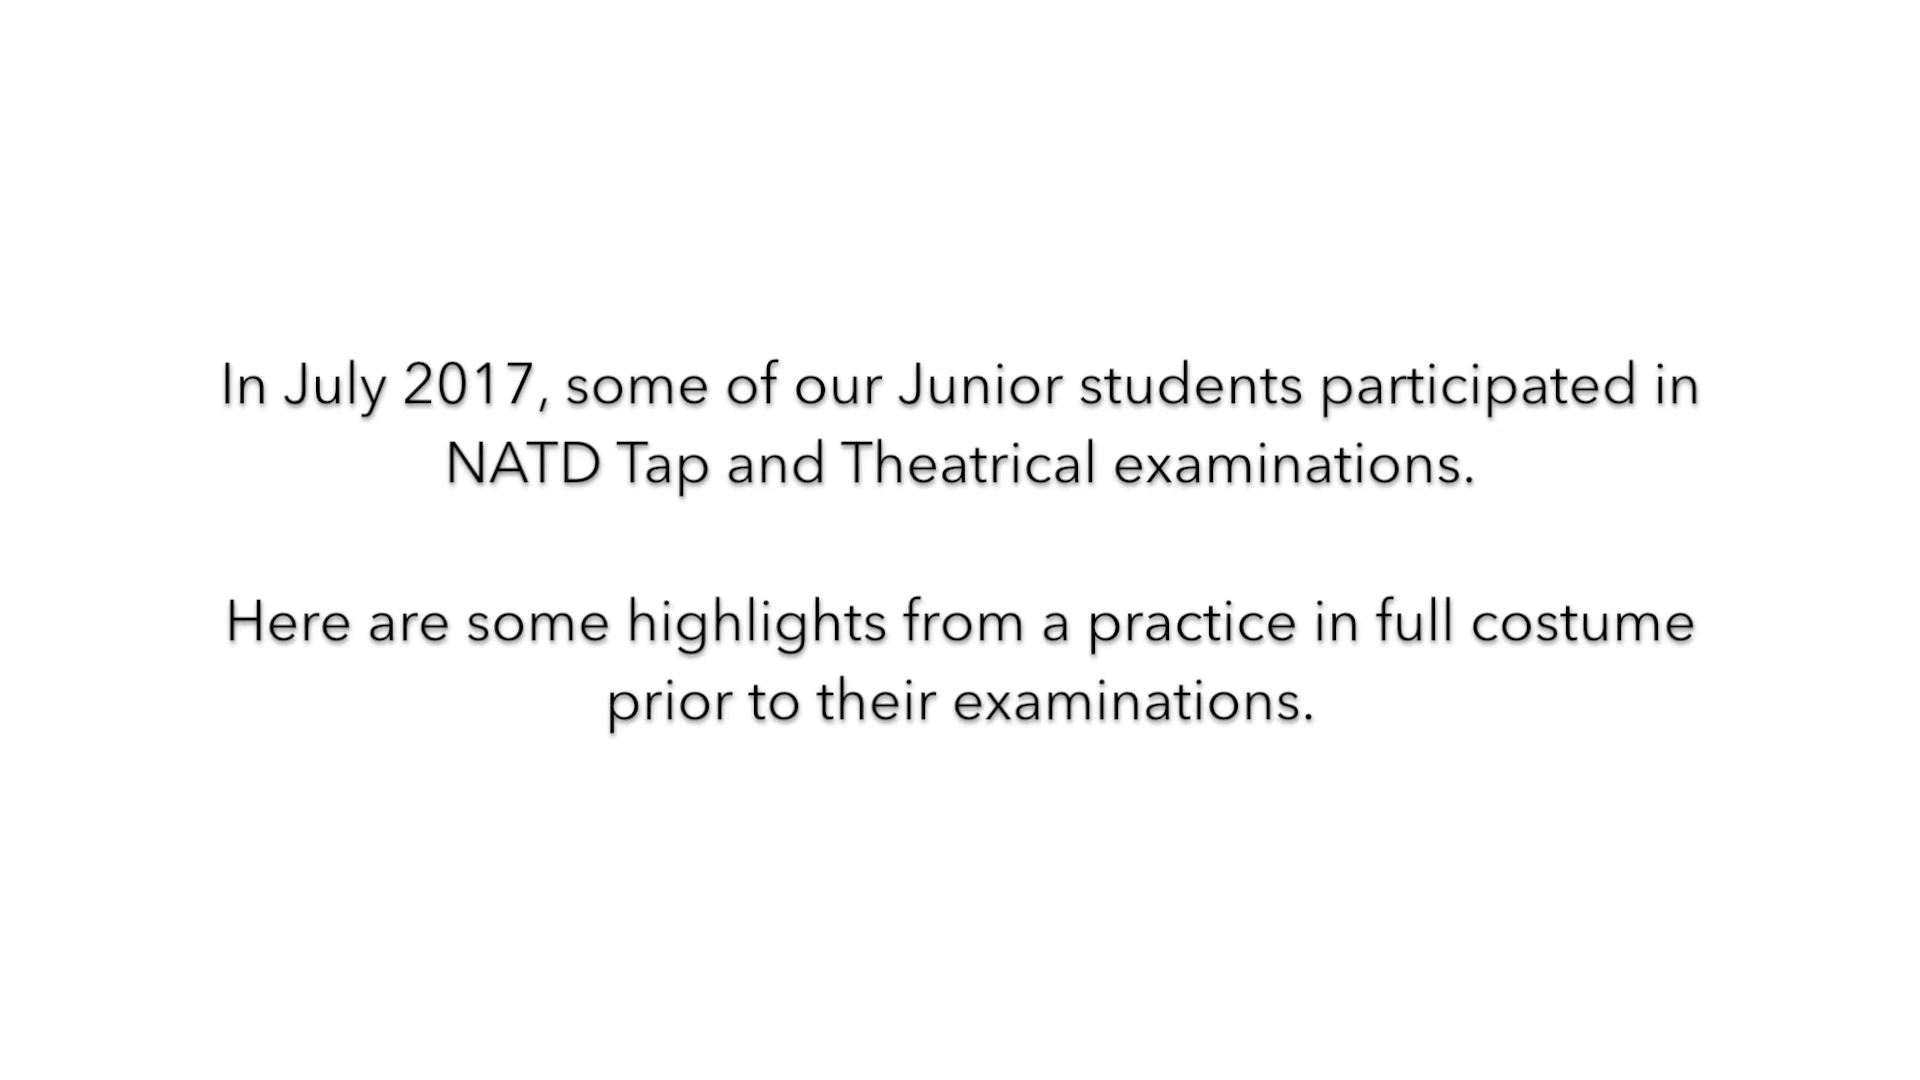 In July 2017, some of our Junior students participated in
NATD Tap and Theatrical examinations.
Here are some highlights from a practice in full costume
prior to their examinations.